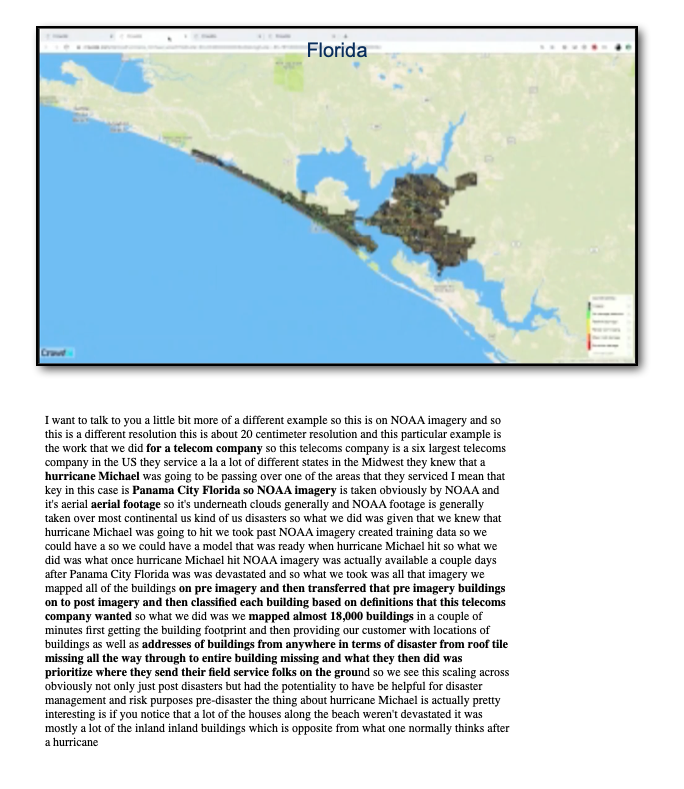 Florida
I want to talk to you a little bit more of a different example so this is on NOAA imagery and so
this is a different resolution this is about 20 centimeter resolution and this particular example is
the work that we did for a telecom company so this telecoms company is a six largest telecoms
company in the US they service a la a lot of different states in the Midwest they knew that a
hurricane Michael was going to be passing over one of the areas that they serviced I mean that
key in this case is Panama City Florida so NOAA imagery is taken obviously by NOAA and
it's aerial aerial footage so it's underneath clouds generally and NOAA footage is generally
taken over most continental us kind of us disasters so what we did was given that we knew that
hurricane Michael was going to hit we took past NOAA imagery created training data so we
could have a so we could have a model that was ready when hurricane Michael hit so what we
did was what once hurricane Michael hit NOAA imagery was actually available a couple days
after Panama City Florida was was devastated and so what we took was all that imagery we
mapped all of the buildings on pre imagery and then transferred that pre imagery buildings
on to post imagery and then classified each building based on definitions that this telecoms
company wanted so what we did was we mapped almost 18,000 buildings in a couple of
minutes first getting the building footprint and then providing our customer with locations of
buildings as well as addresses of buildings from anywhere in terms of disaster from roof tile
missing all the way through to entire building missing and what they then did was
prioritize where they send their field service folks on the ground so we see this scaling across
obviously not only just post disasters but had the potentiality to have be helpful for disaster
management and risk purposes pre-disaster the thing about hurricane Michael is actually pretty
interesting is if you notice that a lot of the houses along the beach weren't devastated it was
mostly a lot of the inland inland buildings which is opposite from what one normally thinks after
a hurricane